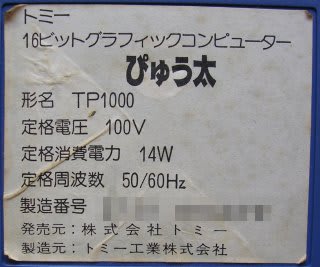 トミー
16ビットグラフィックコンピューター
ぴゅう太
形名 TP1000
定格電圧 100V
定格消費電力 14W
定格周波数 50/60Hz
製造番号
発売元:株式会社トミー
製造元:トミー工業株式会社